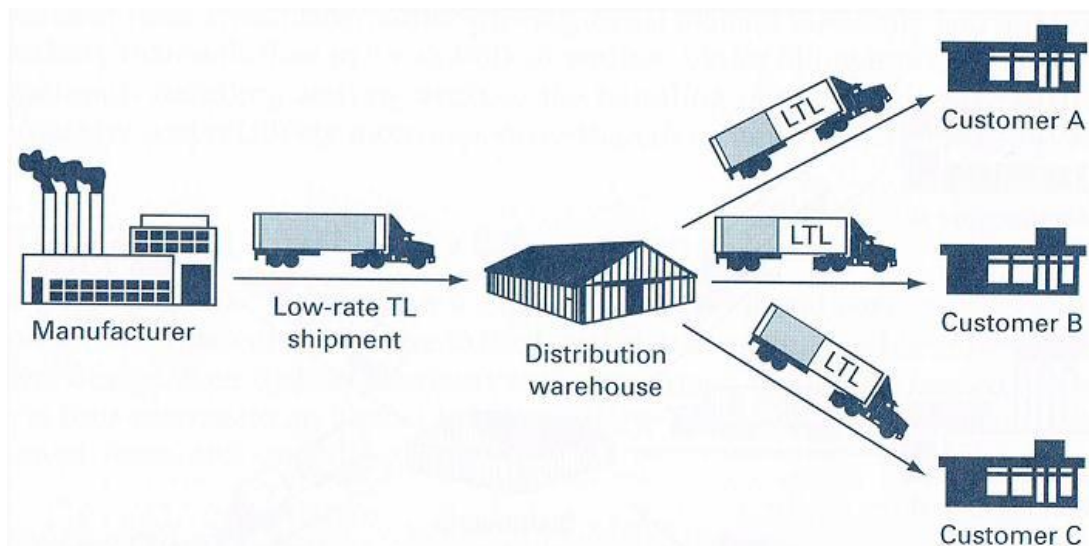 LTL
Customer A
LTL
Manufacturer
Low-rate TL
shipment
Distribution
warehouse
Customer B
LTL
Customer C